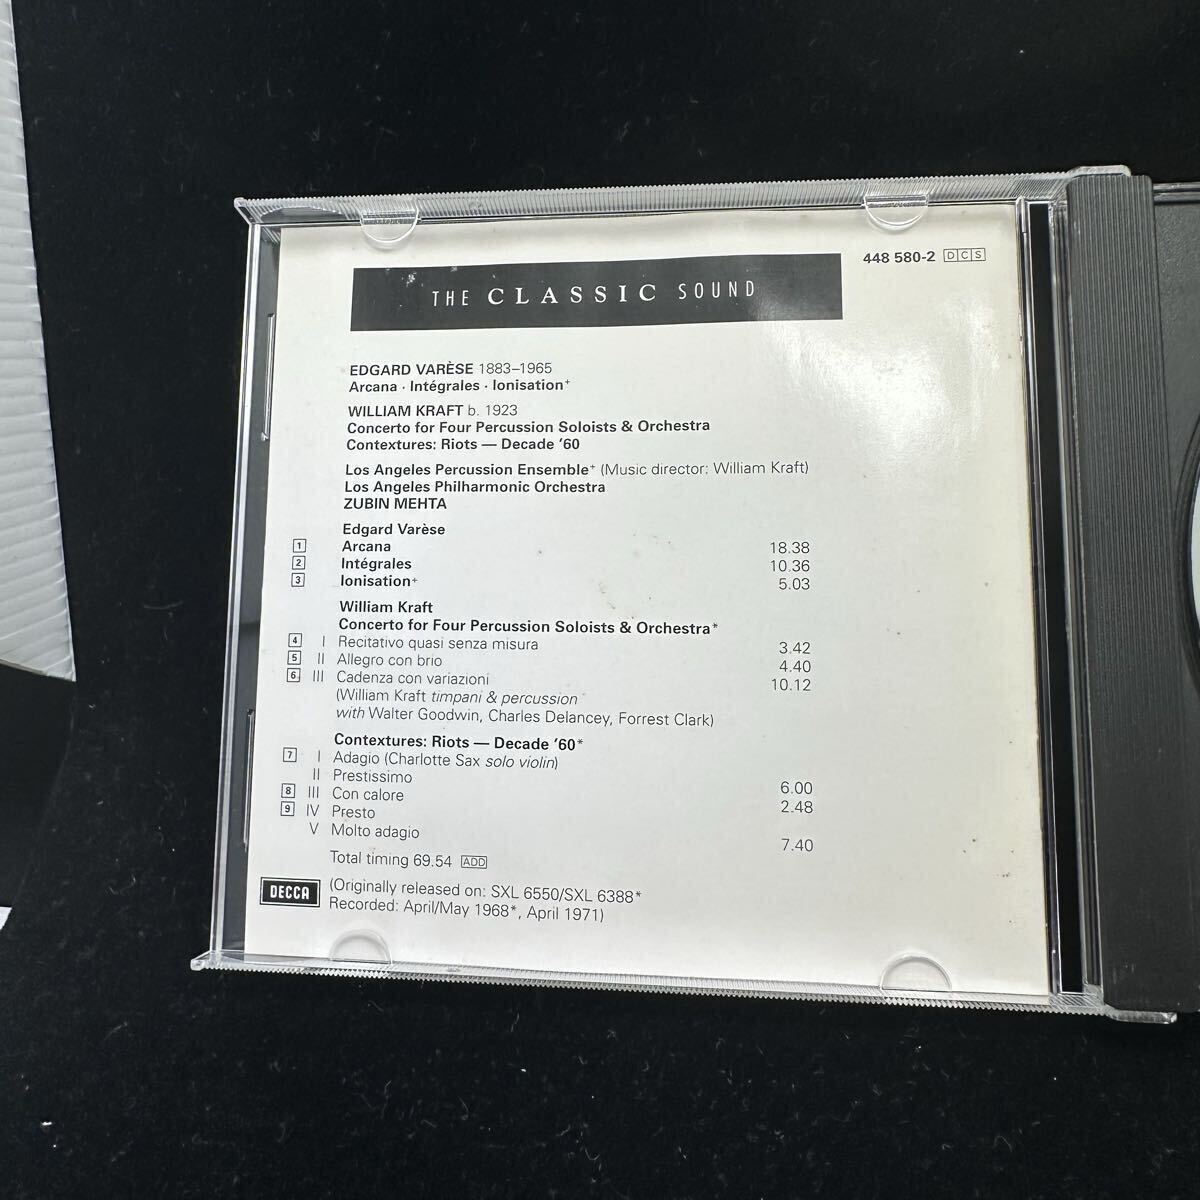 448 580-2 DCS
THE CLASSIC SOUND
EDGARD VARÈSE 1883–1965
Arcana · Intégrales · Ionisation⁺
WILLIAM KRAFT b. 1923
Concerto for Four Percussion Soloists & Orchestra
Contextures: Riots — Decade '60
Los Angeles Percussion Ensemble⁺ (Music director: William Kraft)
Los Angeles Philharmonic Orchestra
ZUBIN MEHTA
Edgard Varèse
1 Arcana 18.38
2 Intégrales 10.36
3 Ionisation⁺ 5.03
William Kraft
Concerto for Four Percussion Soloists & Orchestra*
4 I Recitativo quasi senza misura 3.42
5 II Allegro con brio 4.40
6 III Cadenza con variazioni 10.12
(William Kraft timpani & percussion
with Walter Goodwin, Charles Delancey, Forrest Clark)
Contextures: Riots — Decade '60*
7 I Adagio (Charlotte Sax solo violin)
II Prestissimo 6.00
8 III Con calore 2.48
9 IV Presto
V Molto adagio 7.40
Total timing 69.54 ADD
DECCA
(Originally released on: SXL 6550/SXL 6388*
Recorded: April/May 1968*, April 1971)